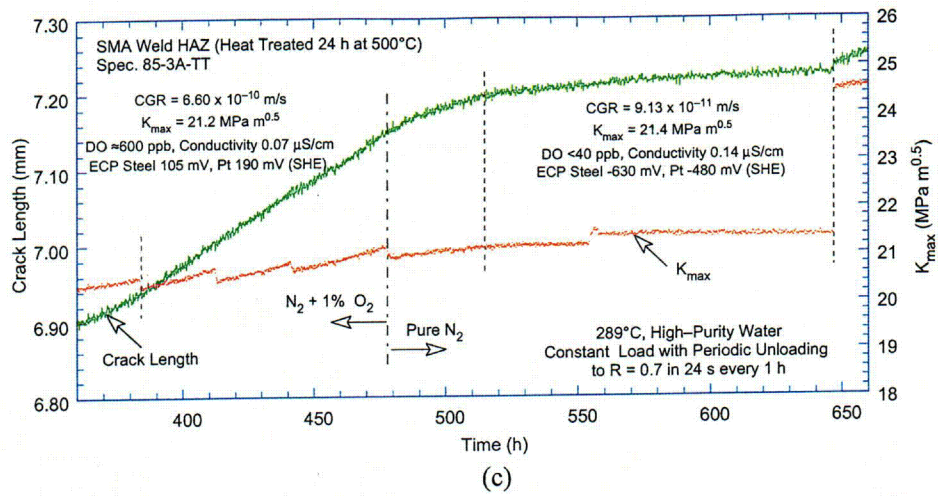 7.30
7.20
7.10
7.00
6.90
6.80
Crack Length (mm)
SMA Weld HAZ (Heat Treated 24 h at 500°C)
Spec. 85-3A-TT
CGR = 6.60 x 10⁻¹⁰ m/s
Kmax = 21.2 MPa m⁰·⁵
DO ≈600 ppb, Conductivity 0.07 µS/cm
ECP Steel 105 mV, Pt 190 mV (SHE)
CGR = 9.13 x 10⁻¹¹ m/s
Kmax = 21.4 MPa m⁰·⁵
DO <40 ppb, Conductivity 0.14 µS/cm
ECP Steel -630 mV, Pt -480 mV (SHE)
Kmax
N₂ + 1% O₂
Pure N₂
Crack Length
289°C, High–Purity Water
Constant Load with Periodic Unloading
to R = 0.7 in 24 s every 1 h
26
25
24
23
22
21
20
19
18
Kmax (MPa m⁰·⁵)
400
450
500
550
600
650
Time (h)
(c)